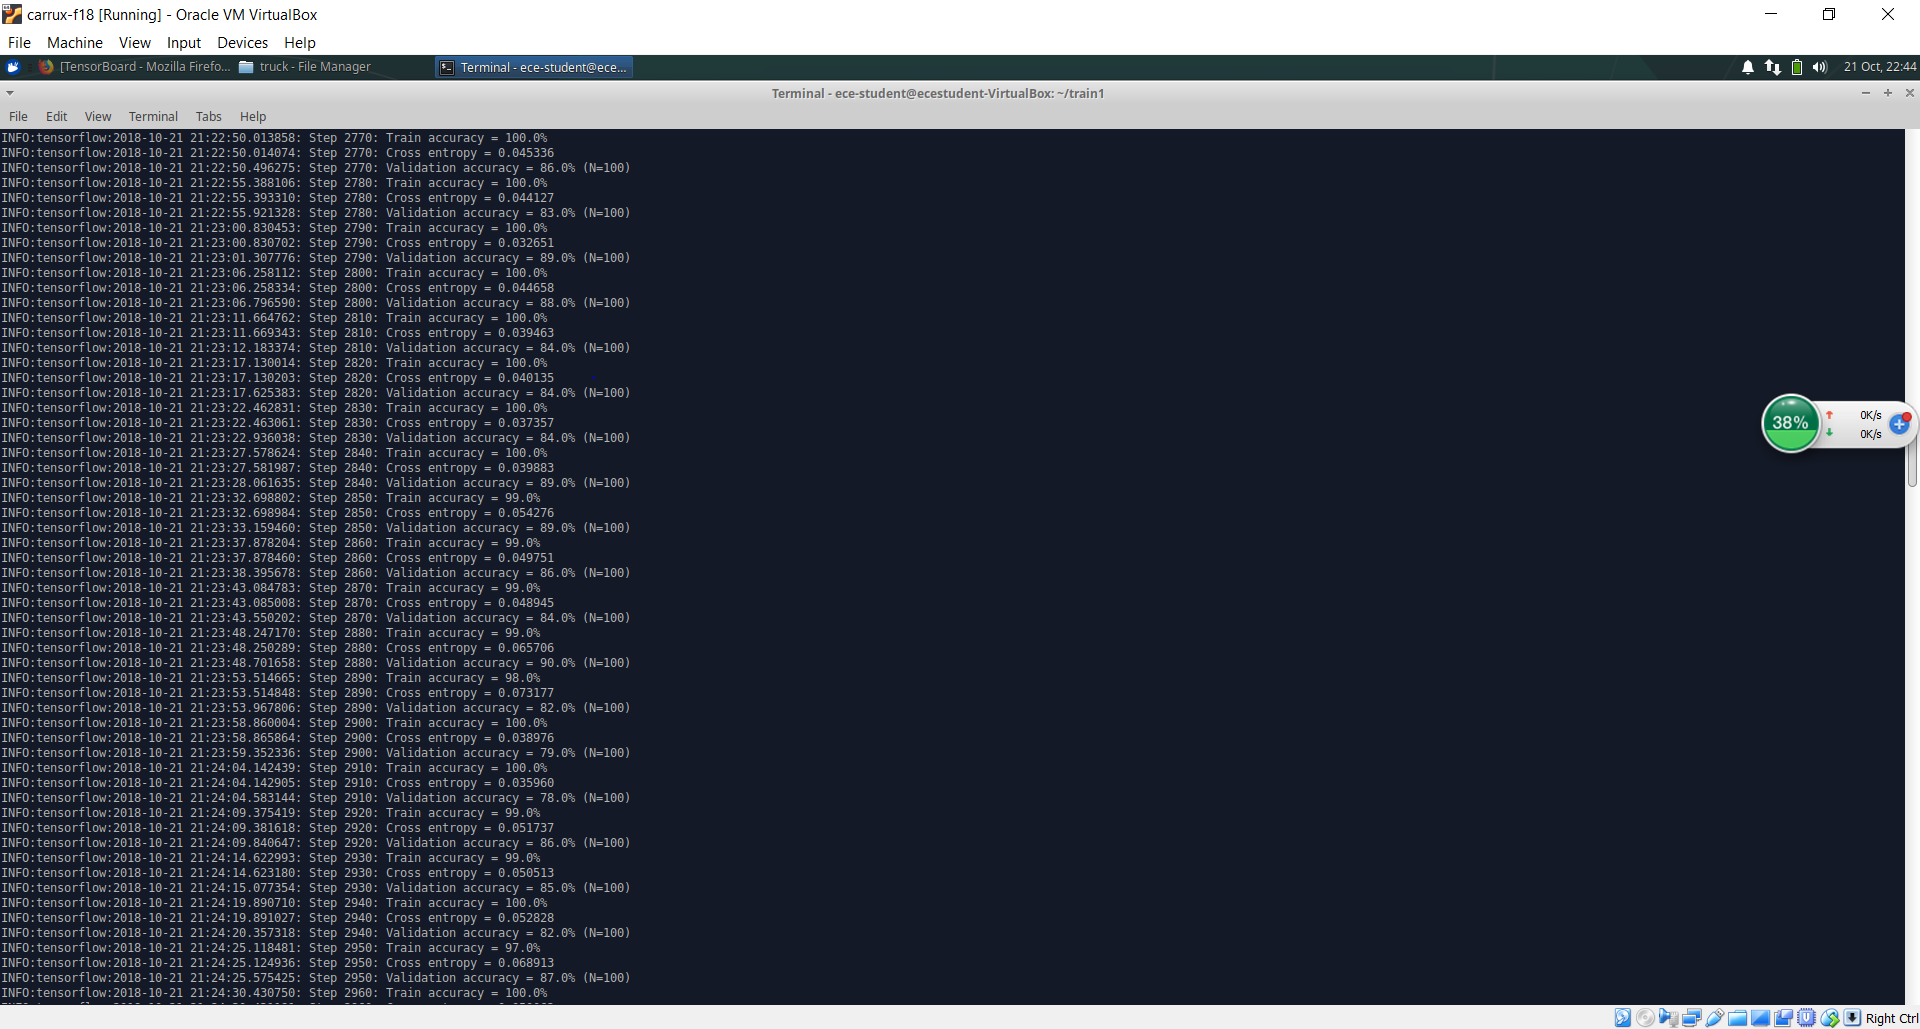 carrux-f18 [Running] - Oracle VM VirtualBox
File Machine View Input Devices Help
[TensorBoard - Mozilla Firefo... truck - File Manager Terminal - ece-student@ece... 21 Oct, 22:44
Terminal - ece-student@ecestudent-VirtualBox: ~/train1
File Edit View Terminal Tabs Help
INFO:tensorflow:2018-10-21 21:22:50.013858: Step 2770: Train accuracy = 100.0%
INFO:tensorflow:2018-10-21 21:22:50.014074: Step 2770: Cross entropy = 0.045336
INFO:tensorflow:2018-10-21 21:22:50.496275: Step 2770: Validation accuracy = 86.0% (N=100)
INFO:tensorflow:2018-10-21 21:22:55.388106: Step 2780: Train accuracy = 100.0%
INFO:tensorflow:2018-10-21 21:22:55.393310: Step 2780: Cross entropy = 0.044127
INFO:tensorflow:2018-10-21 21:22:55.921328: Step 2780: Validation accuracy = 83.0% (N=100)
INFO:tensorflow:2018-10-21 21:23:00.830453: Step 2790: Train accuracy = 100.0%
INFO:tensorflow:2018-10-21 21:23:00.830702: Step 2790: Cross entropy = 0.032651
INFO:tensorflow:2018-10-21 21:23:01.307776: Step 2790: Validation accuracy = 89.0% (N=100)
INFO:tensorflow:2018-10-21 21:23:06.258112: Step 2800: Train accuracy = 100.0%
INFO:tensorflow:2018-10-21 21:23:06.258334: Step 2800: Cross entropy = 0.044658
INFO:tensorflow:2018-10-21 21:23:06.796590: Step 2800: Validation accuracy = 88.0% (N=100)
INFO:tensorflow:2018-10-21 21:23:11.664762: Step 2810: Train accuracy = 100.0%
INFO:tensorflow:2018-10-21 21:23:11.669343: Step 2810: Cross entropy = 0.039463
INFO:tensorflow:2018-10-21 21:23:12.183374: Step 2810: Validation accuracy = 84.0% (N=100)
INFO:tensorflow:2018-10-21 21:23:17.130014: Step 2820: Train accuracy = 100.0%
INFO:tensorflow:2018-10-21 21:23:17.130203: Step 2820: Cross entropy = 0.040135
INFO:tensorflow:2018-10-21 21:23:17.625383: Step 2820: Validation accuracy = 84.0% (N=100)
INFO:tensorflow:2018-10-21 21:23:22.462831: Step 2830: Train accuracy = 100.0%
INFO:tensorflow:2018-10-21 21:23:22.463061: Step 2830: Cross entropy = 0.037357
INFO:tensorflow:2018-10-21 21:23:22.936038: Step 2830: Validation accuracy = 84.0% (N=100)
INFO:tensorflow:2018-10-21 21:23:27.578624: Step 2840: Train accuracy = 100.0%
INFO:tensorflow:2018-10-21 21:23:27.581987: Step 2840: Cross entropy = 0.039883
INFO:tensorflow:2018-10-21 21:23:28.061635: Step 2840: Validation accuracy = 89.0% (N=100)
INFO:tensorflow:2018-10-21 21:23:32.698802: Step 2850: Train accuracy = 99.0%
INFO:tensorflow:2018-10-21 21:23:32.698984: Step 2850: Cross entropy = 0.054276
INFO:tensorflow:2018-10-21 21:23:33.159460: Step 2850: Validation accuracy = 89.0% (N=100)
INFO:tensorflow:2018-10-21 21:23:37.878204: Step 2860: Train accuracy = 99.0%
INFO:tensorflow:2018-10-21 21:23:37.878460: Step 2860: Cross entropy = 0.049751
INFO:tensorflow:2018-10-21 21:23:38.395678: Step 2860: Validation accuracy = 86.0% (N=100)
INFO:tensorflow:2018-10-21 21:23:43.084783: Step 2870: Train accuracy = 99.0%
INFO:tensorflow:2018-10-21 21:23:43.085008: Step 2870: Cross entropy = 0.048945
INFO:tensorflow:2018-10-21 21:23:43.550202: Step 2870: Validation accuracy = 84.0% (N=100)
INFO:tensorflow:2018-10-21 21:23:48.247170: Step 2880: Train accuracy = 99.0%
INFO:tensorflow:2018-10-21 21:23:48.250289: Step 2880: Cross entropy = 0.065706
INFO:tensorflow:2018-10-21 21:23:48.701658: Step 2880: Validation accuracy = 90.0% (N=100)
INFO:tensorflow:2018-10-21 21:23:53.514665: Step 2890: Train accuracy = 98.0%
INFO:tensorflow:2018-10-21 21:23:53.514848: Step 2890: Cross entropy = 0.073177
INFO:tensorflow:2018-10-21 21:23:53.967806: Step 2890: Validation accuracy = 82.0% (N=100)
INFO:tensorflow:2018-10-21 21:23:58.860004: Step 2900: Train accuracy = 100.0%
INFO:tensorflow:2018-10-21 21:23:58.865864: Step 2900: Cross entropy = 0.038976
INFO:tensorflow:2018-10-21 21:23:59.352336: Step 2900: Validation accuracy = 79.0% (N=100)
INFO:tensorflow:2018-10-21 21:24:04.142439: Step 2910: Train accuracy = 100.0%
INFO:tensorflow:2018-10-21 21:24:04.142905: Step 2910: Cross entropy = 0.035960
INFO:tensorflow:2018-10-21 21:24:04.583144: Step 2910: Validation accuracy = 78.0% (N=100)
INFO:tensorflow:2018-10-21 21:24:09.375419: Step 2920: Train accuracy = 99.0%
INFO:tensorflow:2018-10-21 21:24:09.381618: Step 2920: Cross entropy = 0.051737
INFO:tensorflow:2018-10-21 21:24:09.840647: Step 2920: Validation accuracy = 86.0% (N=100)
INFO:tensorflow:2018-10-21 21:24:14.622993: Step 2930: Train accuracy = 99.0%
INFO:tensorflow:2018-10-21 21:24:14.623180: Step 2930: Cross entropy = 0.050513
INFO:tensorflow:2018-10-21 21:24:15.077354: Step 2930: Validation accuracy = 85.0% (N=100)
INFO:tensorflow:2018-10-21 21:24:19.890710: Step 2940: Train accuracy = 100.0%
INFO:tensorflow:2018-10-21 21:24:19.891027: Step 2940: Cross entropy = 0.052828
INFO:tensorflow:2018-10-21 21:24:20.357318: Step 2940: Validation accuracy = 82.0% (N=100)
INFO:tensorflow:2018-10-21 21:24:25.118481: Step 2950: Train accuracy = 97.0%
INFO:tensorflow:2018-10-21 21:24:25.124936: Step 2950: Cross entropy = 0.068913
INFO:tensorflow:2018-10-21 21:24:25.575425: Step 2950: Validation accuracy = 87.0% (N=100)
INFO:tensorflow:2018-10-21 21:24:30.430750: Step 2960: Train accuracy = 100.0%
38%
0K/s
0K/s
Right Ctrl